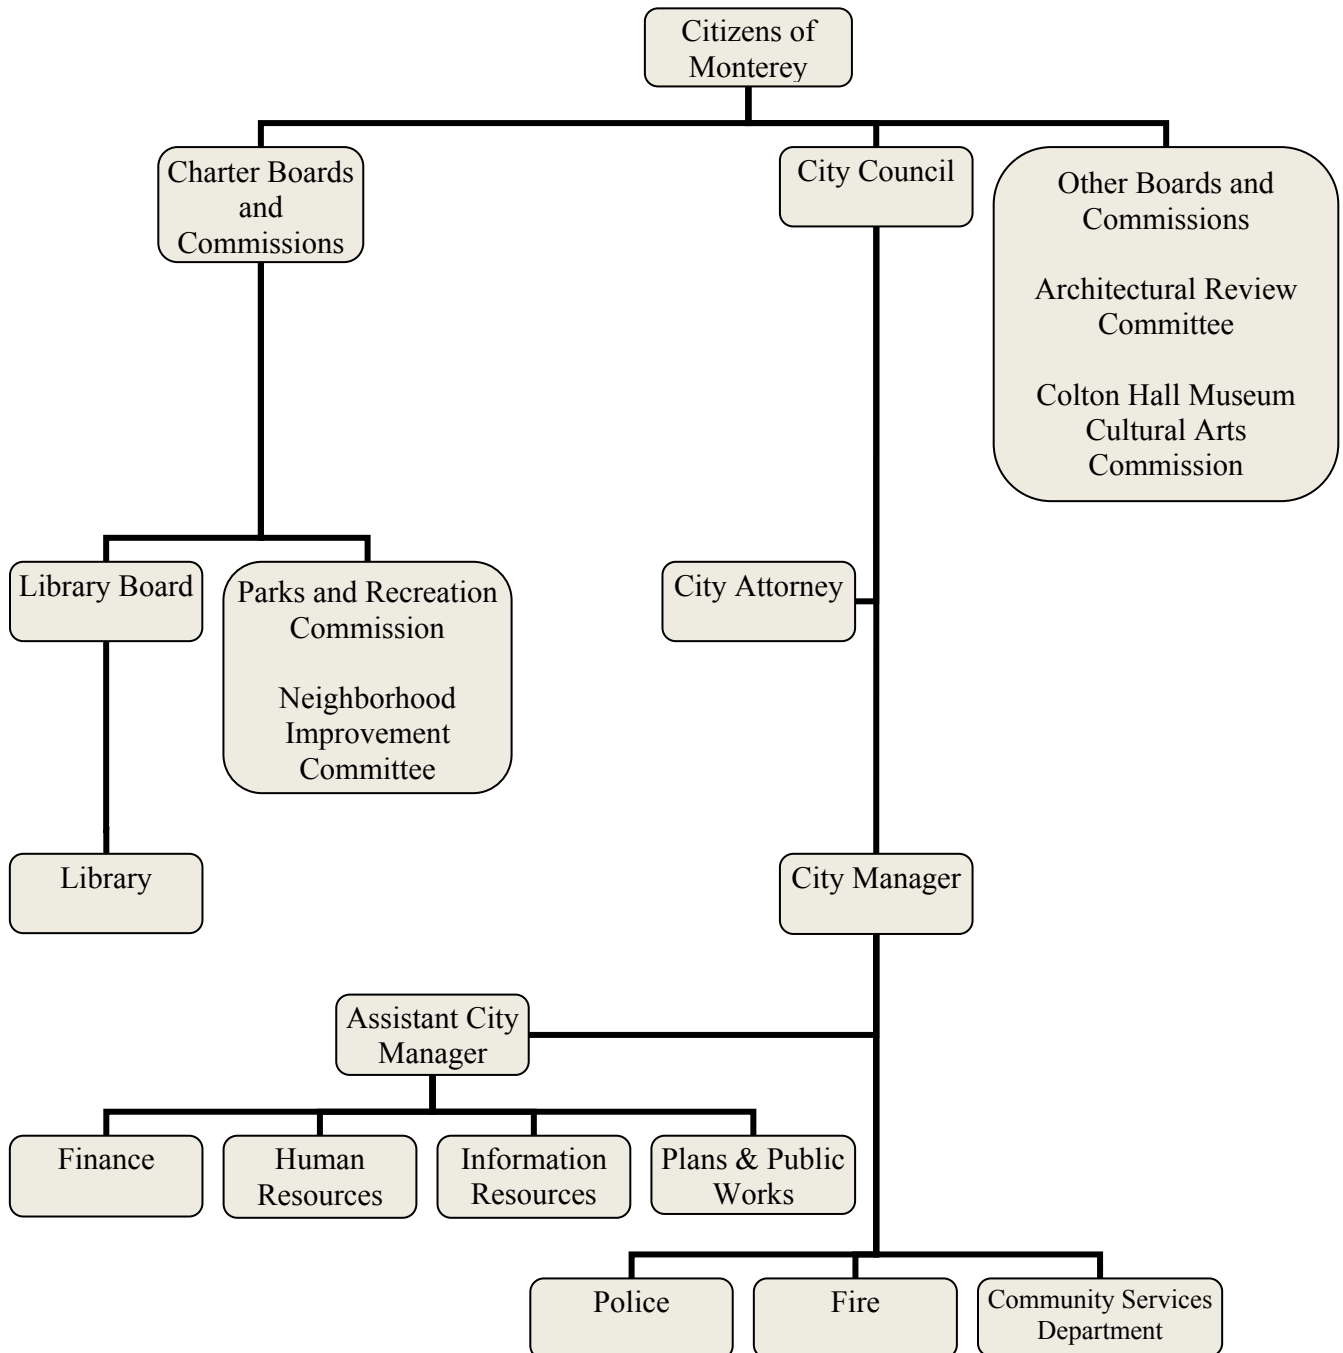 Citizens of
Monterey
Charter Boards
and
Commissions
City Council
Other Boards and
Commissions
Architectural Review
Committee
Colton Hall Museum
Cultural Arts
Commission
Library Board
Parks and Recreation
Commission
Neighborhood
Improvement
Committee
City Attorney
Library
City Manager
Assistant City
Manager
Finance
Human
Resources
Information
Resources
Plans & Public
Works
Police
Fire
Community Services
Department